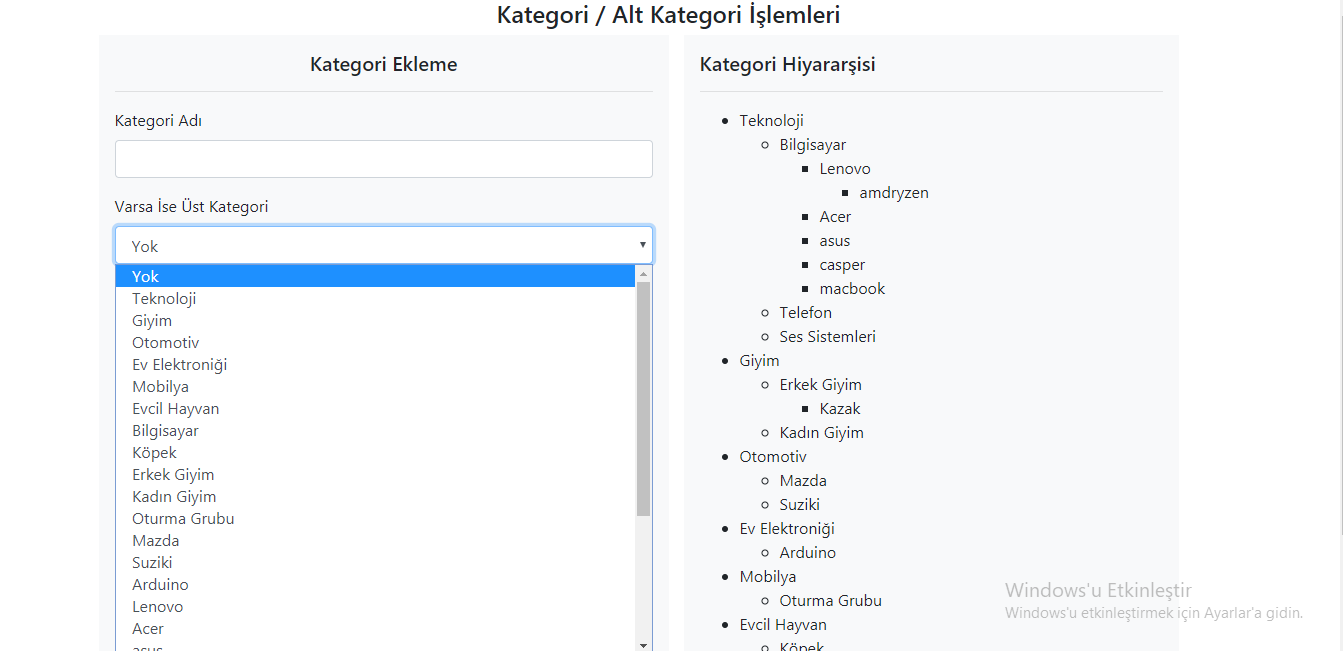 Kategori / Alt Kategori İşlemleri
Kategori Ekleme
Kategori Adı
Varsa İse Üst Kategori
Yok
Yok
Teknoloji
Giyim
Otomotiv
Ev Elektroniği
Mobilya
Evcil Hayvan
Bilgisayar
Köpek
Erkek Giyim
Kadın Giyim
Oturma Grubu
Mazda
Suziki
Arduino
Lenovo
Acer
asus
Kategori Hiyararşisi
Teknoloji
Bilgisayar
Lenovo
amdryzen
Acer
asus
casper
macbook
Telefon
Ses Sistemleri
Giyim
Erkek Giyim
Kazak
Kadın Giyim
Otomotiv
Mazda
Suziki
Ev Elektroniği
Arduino
Mobilya
Oturma Grubu
Evcil Hayvan
Köpek
Windows'u Etkinleştir
Windows'u etkinleştirmek için Ayarlar'a gidin.